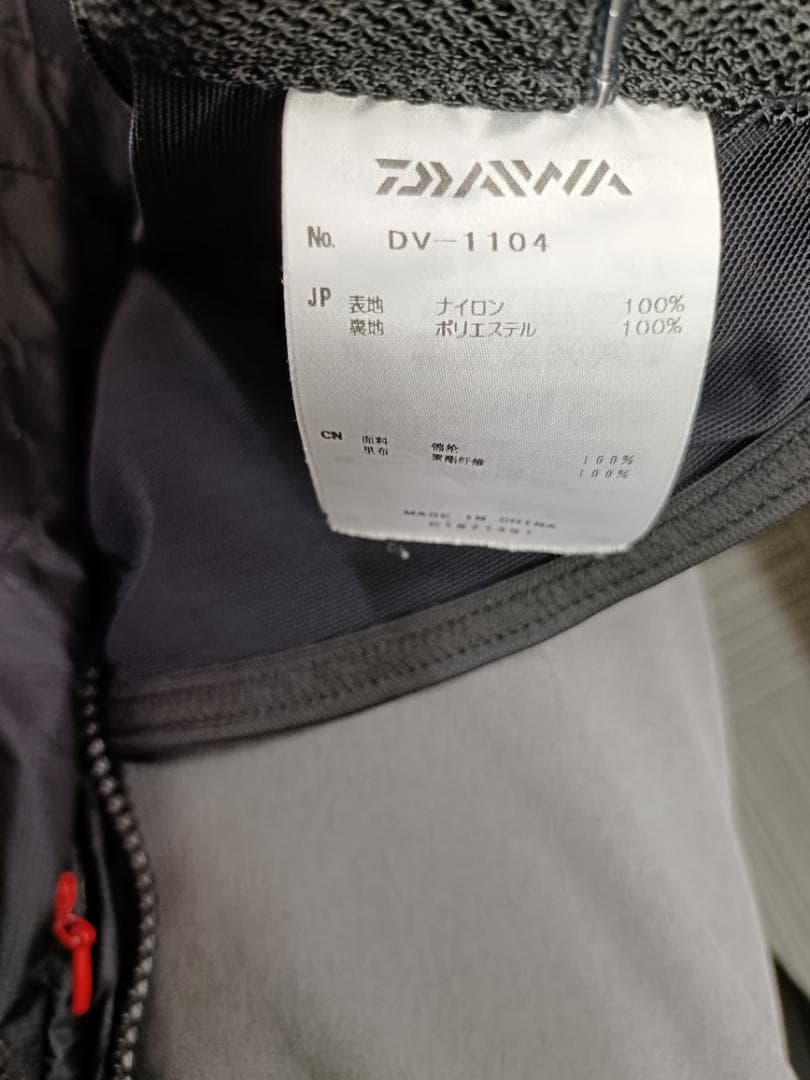 DAIWA
No. DV-1104
JP 表地 ナイロン 100%
裏地 ポリエステル 100%
CN 面料 锦纶 100%
里布 聚酯纤维 100%
MADE IN CHINA